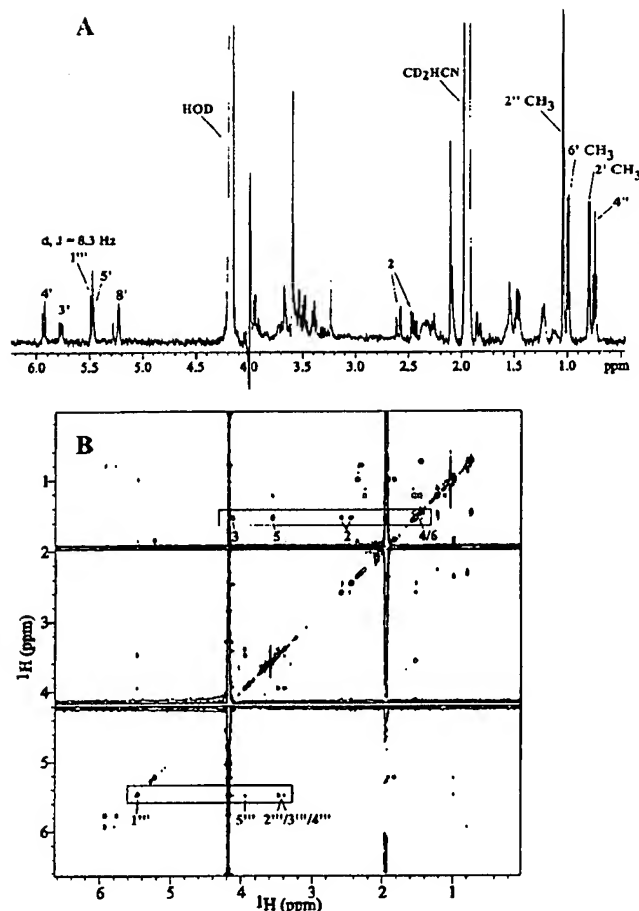 A
HOD
CD2HCN
2'' CH3
6' CH3
2' CH3
4''
d, J = 8.3 Hz
1'''
5'
4'
3'
8'
2
6.0 5.5 5.0 4.5 4.0 3.5 3.0 2.5 2.0 1.5 1.0 ppm
B
1
2
3
4
5
6
3 5 2 4/6
1''' 5''' 2'''/3'''/4'''
1H (ppm)
6 5 4 3 2 1
1H (ppm)